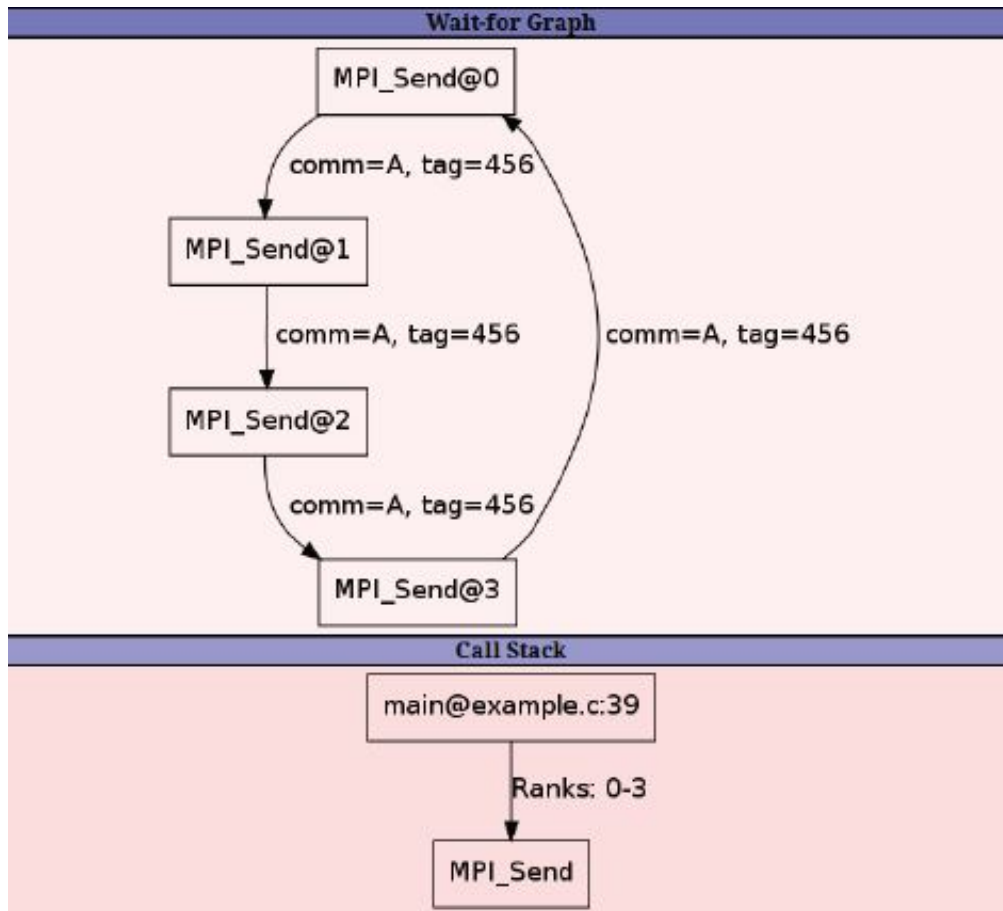 Wait-for Graph
MPI_Send@0
comm=A, tag=456
MPI_Send@1
comm=A, tag=456
comm=A, tag=456
MPI_Send@2
comm=A, tag=456
MPI_Send@3
Call Stack
main@example.c:39
Ranks: 0-3
MPI_Send